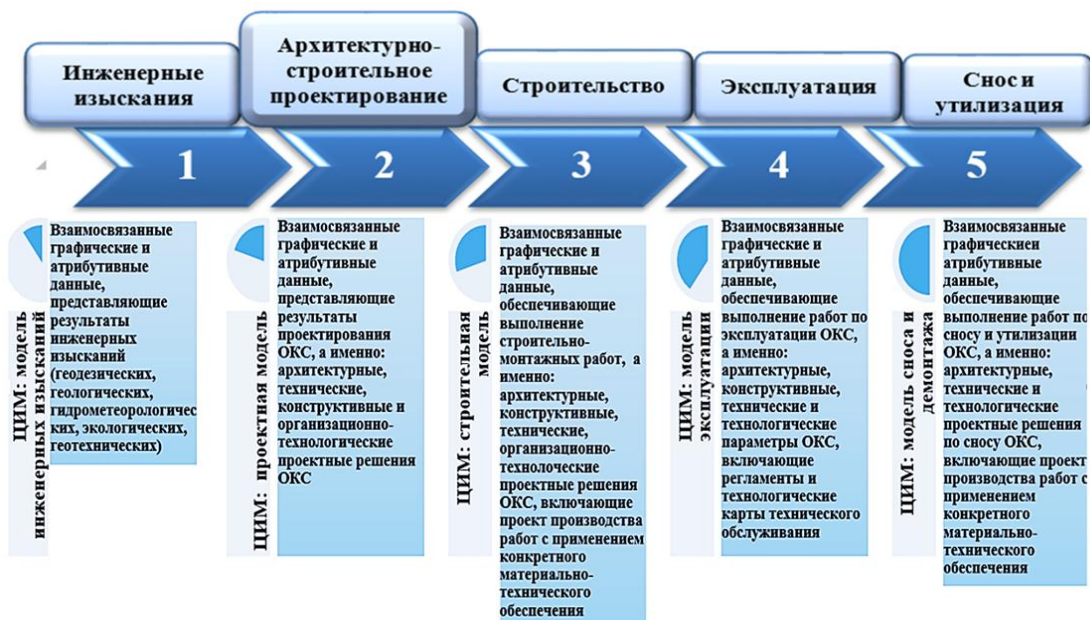 Инженерные
изыскания
Архитектурно-
строительное
проектирование
Строительство
Эксплуатация
Снос и
утилизация
1
2
3
4
5
ЦИМ: модель
инженерных изысканий
Взаимосвязанные
графические и
атрибутивные
данные,
представляющие
результаты
инженерных
изысканий
(геодезических,
геологических,
гидрометеорологичес
ких, экологических,
геотехнических)
ЦИМ: проектная модель
Взаимосвязанные
графические и
атрибутивные
данные,
представляющие
результаты
проектирования
ОКС, а именно:
архитектурные,
технические,
конструктивные и
организационно-
технологические
проектные решения
ОКС
ЦИМ: строительная
модель
Взаимосвязанные
графические и
атрибутивные
данные,
обеспечивающие
выполнение
строительно-
монтажных работ, а
именно:
архитектурные,
конструктивные,
технические,
организационно-
технолоческие
проектные решения
ОКС, включающие
проект производства
работ с применением
конкретного
материально-
технического
обеспечения
ЦИМ: модель
эксплуатации
Взаимосвязанные
графические и
атрибутивные
данные,
обеспечивающие
выполнение работ по
эксплуатации ОКС,
а именно:
архитектурные,
конструктивные,
технические и
технологические
параметры ОКС,
включающие
регламенты и
технологические
карты технического
обслуживания
ЦИМ: модель сноса и
демонтажа
Взаимосвязанные
графическиеи
атрибутивные
данные,
обеспечивающие
выполнение работ по
сносу и утилизации
ОКС, а именно:
архитектурные,
технические и
технологические
проектные решения
по сносу ОКС,
включающие проект
производства работ с
применением
конкретного
материально-
технического
обеспечения